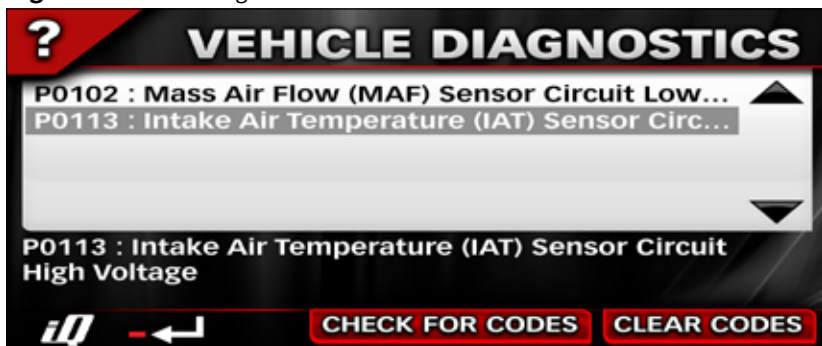 ?
VEHICLE DIAGNOSTICS
P0102 : Mass Air Flow (MAF) Sensor Circuit Low...
P0113 : Intake Air Temperature (IAT) Sensor Circ...
P0113 : Intake Air Temperature (IAT) Sensor Circuit
High Voltage
iQ CHECK FOR CODES CLEAR CODES